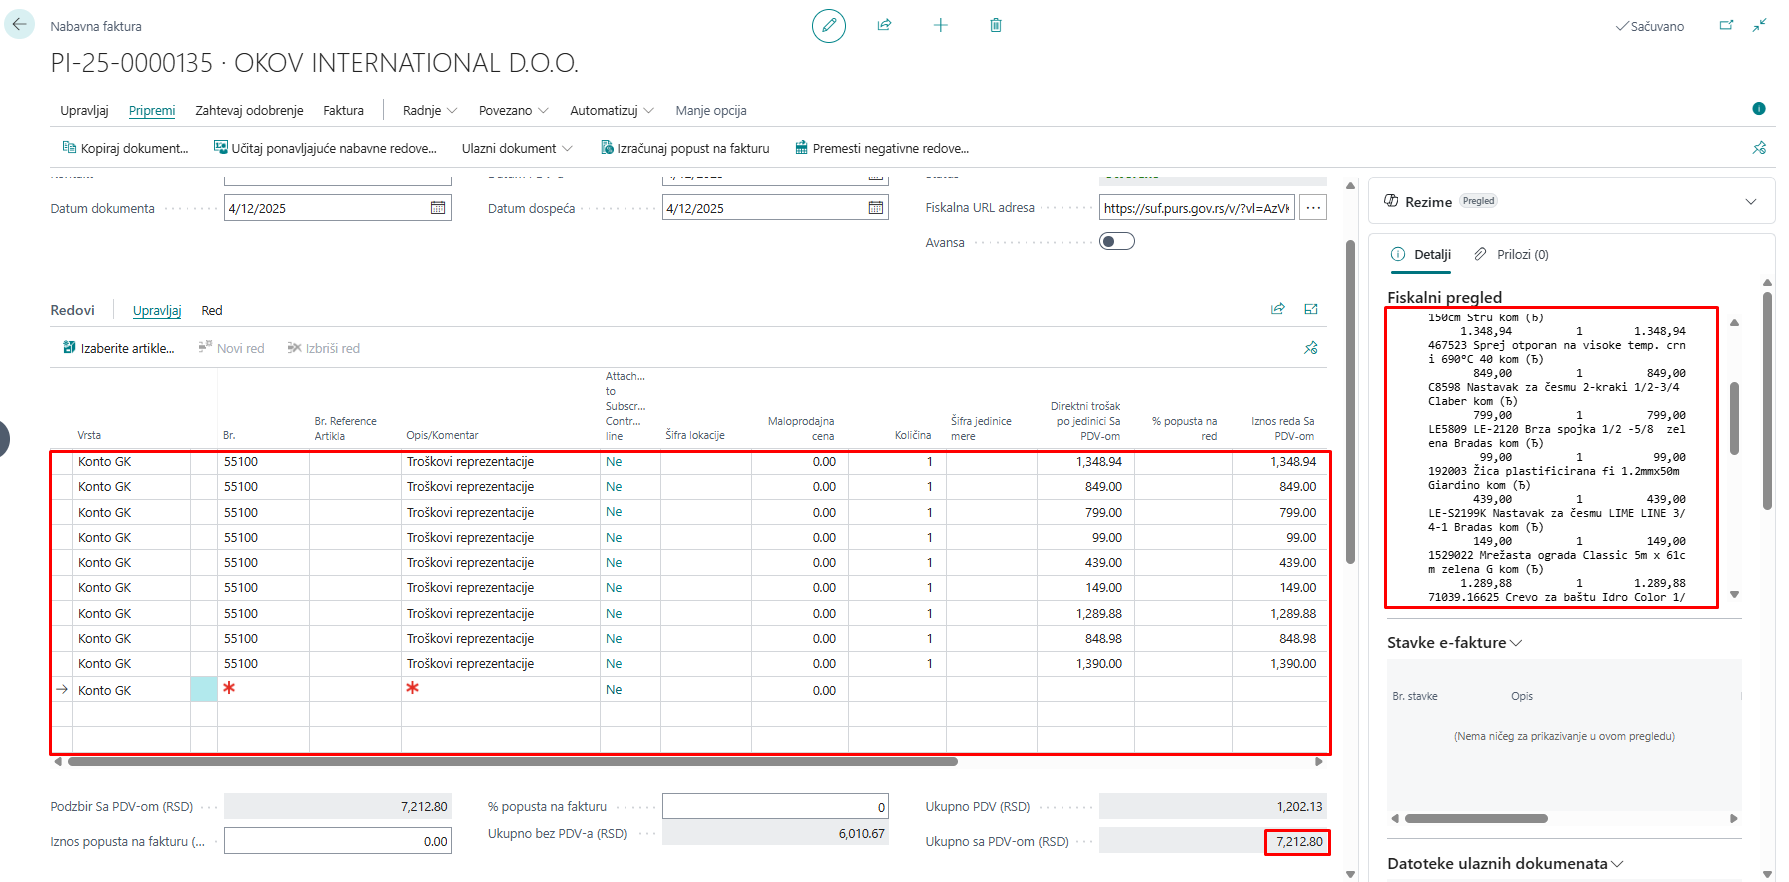 Nabavna faktura
Sačuvano
PI-25-0000135 · OKOV INTERNATIONAL D.O.O.
Upravljaj Pripremi Zahtevaj odobrenje Faktura Radnje Povezano Automatizuj Manje opcija
Kopiraj dokument... Učitaj ponavljajuće nabavne redove... Ulazni dokument Izračunaj popust na fakturu Premesti negativne redove...
Datum dokumenta 4/12/2025 Datum dospeća 4/12/2025 Fiskalna URL adresa https://suf.purs.gov.rs/v/?vl=AzVk
Avansa
Redovi Upravljaj Red
Izaberite artikle... Novi red Izbriši red
Vrsta Br. Br. Reference Artikla Opis/Komentar Attach... to Subscr... Contr... line Šifra lokacije Maloprodajna cena Količina Šifra jedinice mere Direktni trošak po jedinici Sa PDV-om % popusta na red Iznos reda Sa PDV-om
Konto GK 55100 Troškovi reprezentacije Ne 0.00 1 1,348.94 1,348.94
Konto GK 55100 Troškovi reprezentacije Ne 0.00 1 849.00 849.00
Konto GK 55100 Troškovi reprezentacije Ne 0.00 1 799.00 799.00
Konto GK 55100 Troškovi reprezentacije Ne 0.00 1 99.00 99.00
Konto GK 55100 Troškovi reprezentacije Ne 0.00 1 439.00 439.00
Konto GK 55100 Troškovi reprezentacije Ne 0.00 1 149.00 149.00
Konto GK 55100 Troškovi reprezentacije Ne 0.00 1 1,289.88 1,289.88
Konto GK 55100 Troškovi reprezentacije Ne 0.00 1 848.98 848.98
Konto GK 55100 Troškovi reprezentacije Ne 0.00 1 1,390.00 1,390.00
Konto GK * * Ne 0.00
Podzbir Sa PDV-om (RSD) 7,212.80 % popusta na fakturu 0 Ukupno PDV (RSD) 1,202.13
Iznos popusta na fakturu (... 0.00 Ukupno bez PDV-a (RSD) 6,010.67 Ukupno sa PDV-om (RSD) 7,212.80
Rezime Pregled
Detalji Prilozi (0)
Fiskalni pregled
150cm Stru kom (Ђ)
1.348,94 1 1.348,94
467523 Sprej otporan na visoke temp. crn
i 690°C 40 kom (Ђ)
849,00 1 849,00
C8598 Nastavak za česmu 2-kraki 1/2-3/4
Claber kom (Ђ)
799,00 1 799,00
LE5809 LE-2120 Brza spojka 1/2 -5/8 zel
ena Bradas kom (Ђ)
99,00 1 99,00
192003 Žica plastificirana fi 1.2mmx50m
Giardino kom (Ђ)
439,00 1 439,00
LE-S2199K Nastavak za česmu LIME LINE 3/
4-1 Bradas kom (Ђ)
149,00 1 149,00
1529022 Mrežasta ograda Classic 5m x 61c
m zelena G kom (Ђ)
1.289,88 1 1.289,88
71039.16625 Crevo za baštu Idro Color 1/
Stavke e-fakture
Br. stavke Opis
(Nema ničeg za prikazivanje u ovom pregledu)
Datoteke ulaznih dokumenata